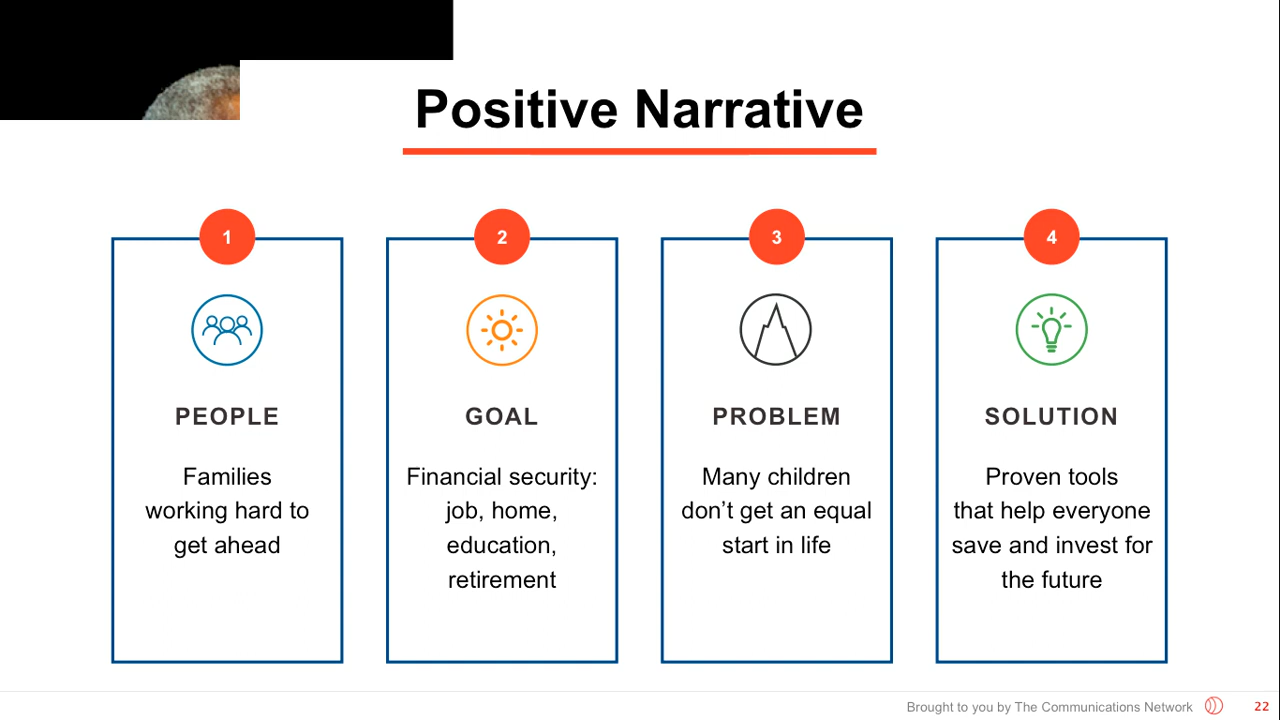 Positive Narrative
1
PEOPLE
Families
working hard to
get ahead
2
GOAL
Financial security:
job, home,
education,
retirement
3
PROBLEM
Many children
don’t get an equal
start in life
4
SOLUTION
Proven tools
that help everyone
save and invest for
the future
Brought to you by The Communications Network
22